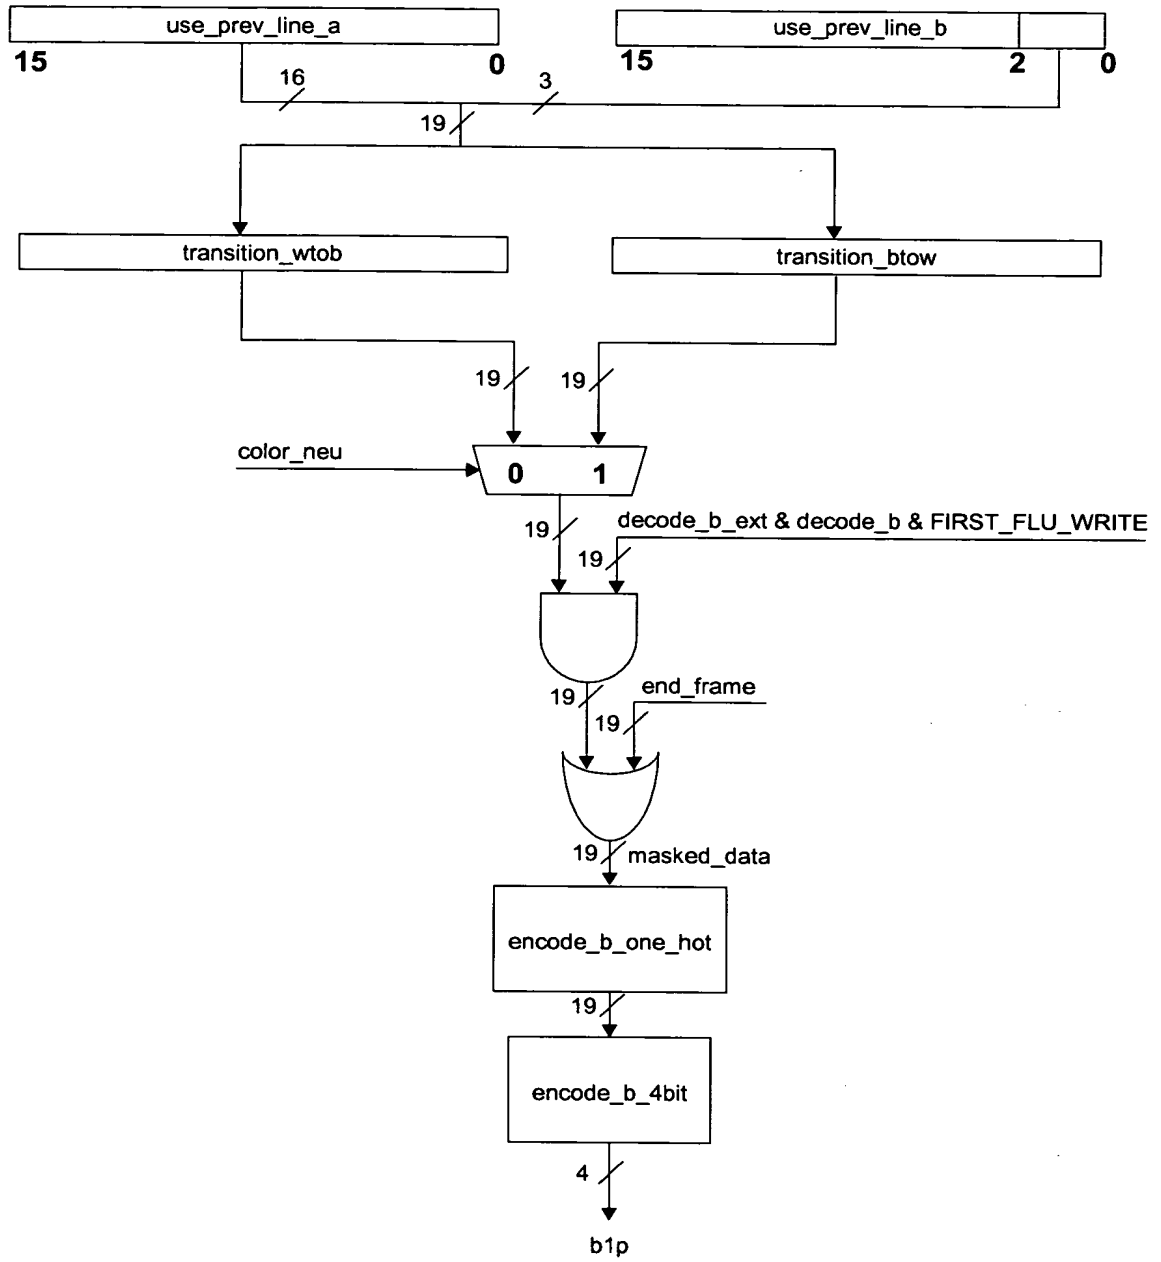 use_prev_line_a
use_prev_line_b
15
0
15
2
0
16
3
19
transition_wtob
transition_btow
19
19
color_neu
0
1
19
decode_b_ext & decode_b & FIRST_FLU_WRITE
19
19
end_frame
19
19
masked_data
encode_b_one_hot
19
encode_b_4bit
4
b1p